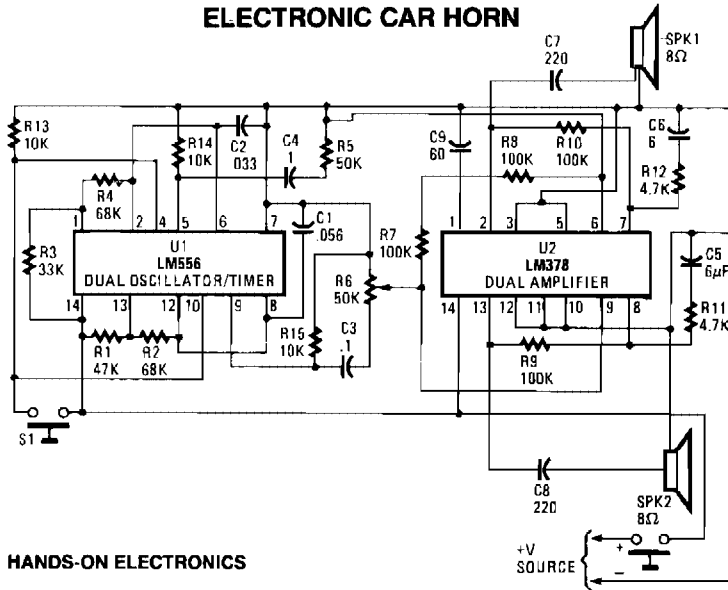 ELECTRONIC CAR HORN
C7
220
SPK1
8Ω
R13
10K
R14
10K
C2
.033
C4
1
R5
50K
C9
60
R8
100K
R10
100K
C6
6
R12
4.7K
R4
68K
1 2 4 5 6 7
C1
.056
R7
100K
1 2 3 5 6 7
R3
33K
U1
LM556
DUAL OSCILLATOR/TIMER
R6
50K
U2
LM378
DUAL AMPLIFIER
C5
6µF
14 13 12 10 9 8
R15
10K
C3
.1
14 13 12 11 10 9 8
R11
4.7K
R1
47K
R2
68K
R9
100K
S1
C8
220
SPK2
8Ω
+V
SOURCE
+
−
HANDS-ON ELECTRONICS